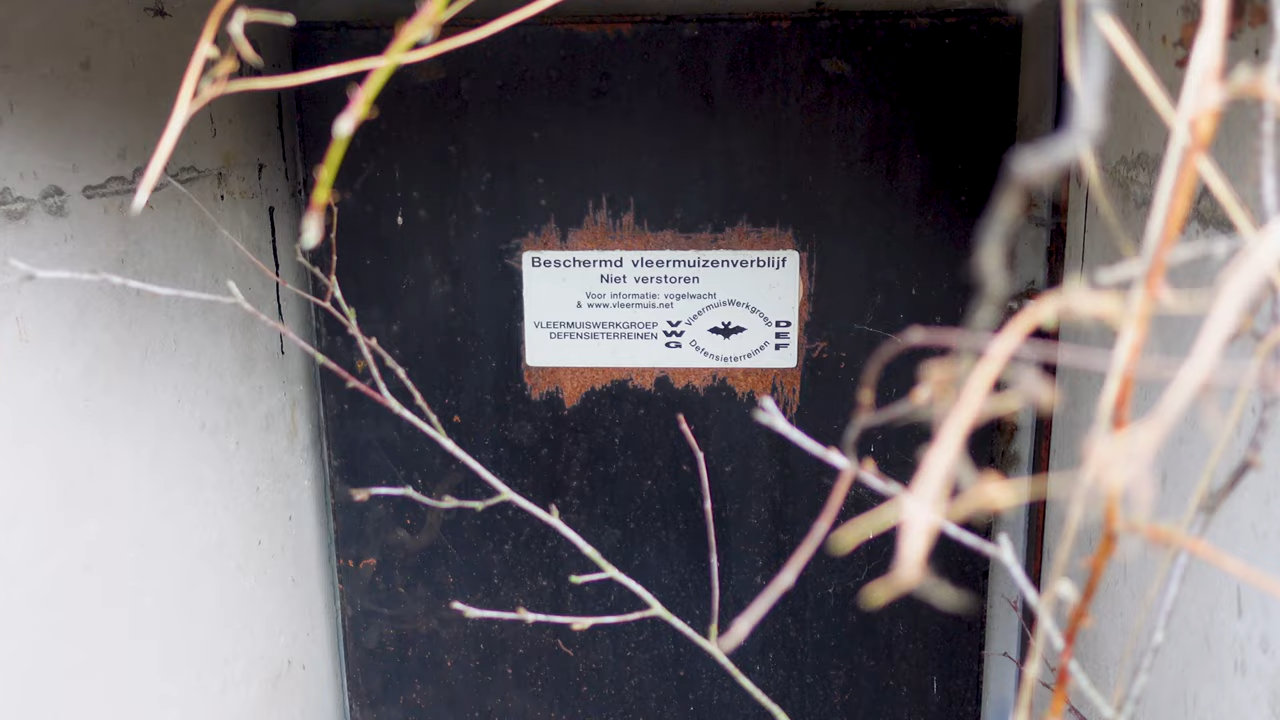 Beschermd vleermuizenverblijf
Niet verstoren
Voor informatie: vogelwacht
& www.vleermuis.net
VLEERMUISWERKGROEP
DEFENSIETERREINEN
VWG
VleermuisWerkgroep
Defensieterreinen
DEF